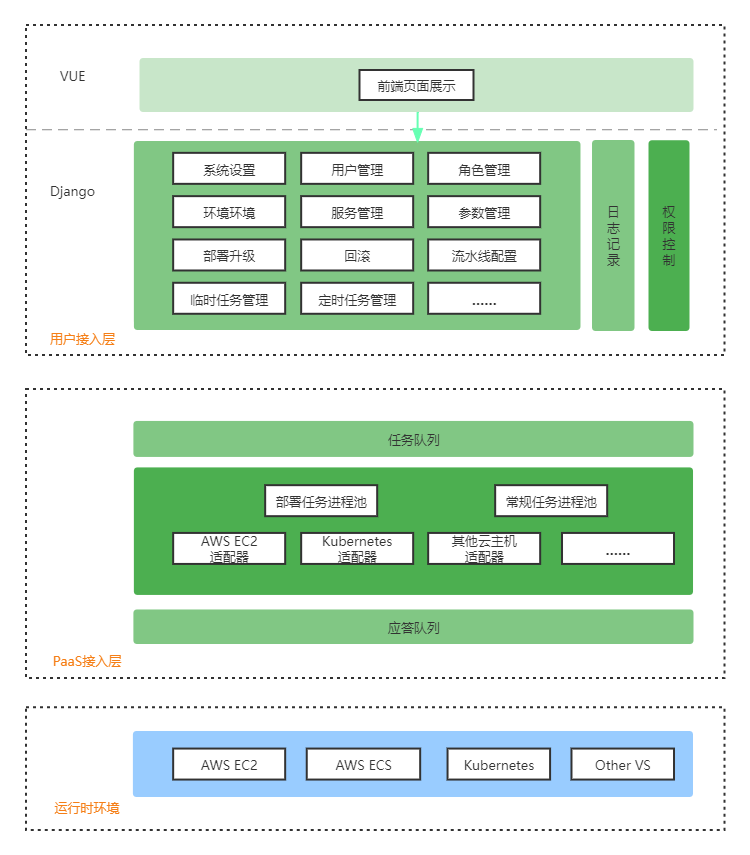 VUE
前端页面展示
Django
系统设置
用户管理
角色管理
环境环境
服务管理
参数管理
部署升级
回滚
流水线配置
临时任务管理
定时任务管理
......
日志记录
权限控制
用户接入层
任务队列
部署任务进程池
常规任务进程池
AWS EC2
适配器
Kubernetes
适配器
其他云主机
适配器
......
应答队列
PaaS接入层
AWS EC2
AWS ECS
Kubernetes
Other VS
运行时环境